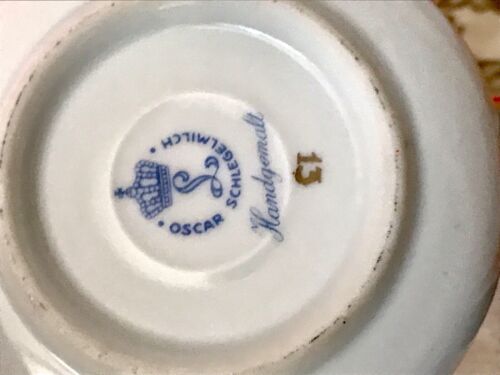 • OSCAR SCHLEGELMILCH •
L
Handgemalt
13